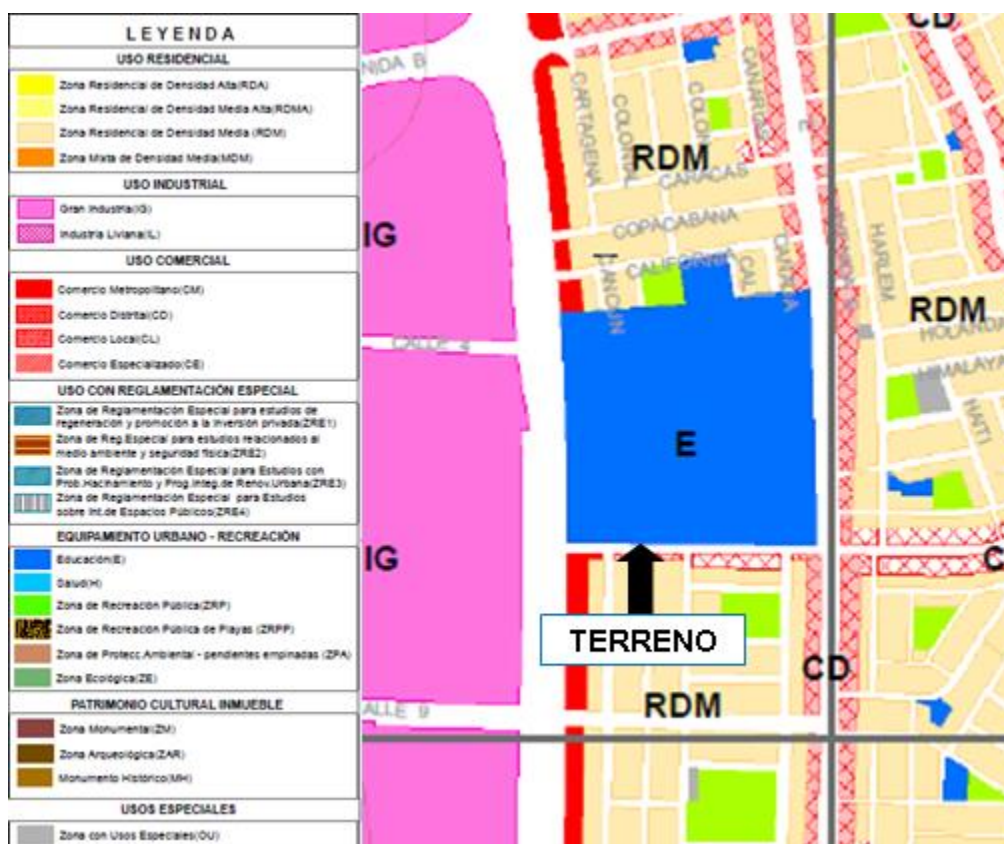 LEYENDA
USO RESIDENCIAL
Zona Residencial de Densidad Alta(RDA)
Zona Residencial de Densidad Media Alta(RDMA)
Zona Residencial de Densidad Media (RDM)
Zona Mixta de Densidad Media(MDM)
USO INDUSTRIAL
Gran Industria(IG)
Industria Liviana(IL)
USO COMERCIAL
Comercio Metropolitano(CM)
Comercio Distrital(CD)
Comercio Local(CL)
Comercio Especializado(CE)
USO CON REGLAMENTACIÓN ESPECIAL
Zona de Reglamentación Especial para estudios de
regeneración y promoción a la inversión privada(ZRE1)
Zona de Reg.Especial para estudios relacionados al
medio ambiente y seguridad física(ZRE2)
Zona de Reglamentación Especial para Estudios con
Prob.Hacinamiento y Prog.Integ.de Renov.Urbana(ZRE3)
Zona de Reglamentación Especial para Estudios
sobre Int.de Espacios Públicos(ZRE4)
EQUIPAMIENTO URBANO - RECREACIÓN
Educación(E)
Salud(H)
Zona de Recreación Pública(ZRP)
Zona de Recreación Pública de Playas (ZRPP)
Zona de Protecc.Ambiental - pendientes empinadas (ZPA)
Zona Ecológica(ZE)
PATRIMONIO CULTURAL INMUEBLE
Zona Monumental(ZM)
Zona Arqueológica(ZAR)
Monumento Histórico(MH)
USOS ESPECIALES
Zona con Usos Especiales(OU)
CD
NIDA B
CARTAGENA
COLONIAL
COLONI
CANARIAS
E
RDM
CARACAS
COPACABANA
CALIFORNIA
CANCUN
CALI
CANADA
IG
HARLEM
RDM
HOLANDA
HIMALAYA
HAITI
CALLE 4
E
IG
C
TERRENO
CD
RDM
ALLE 9